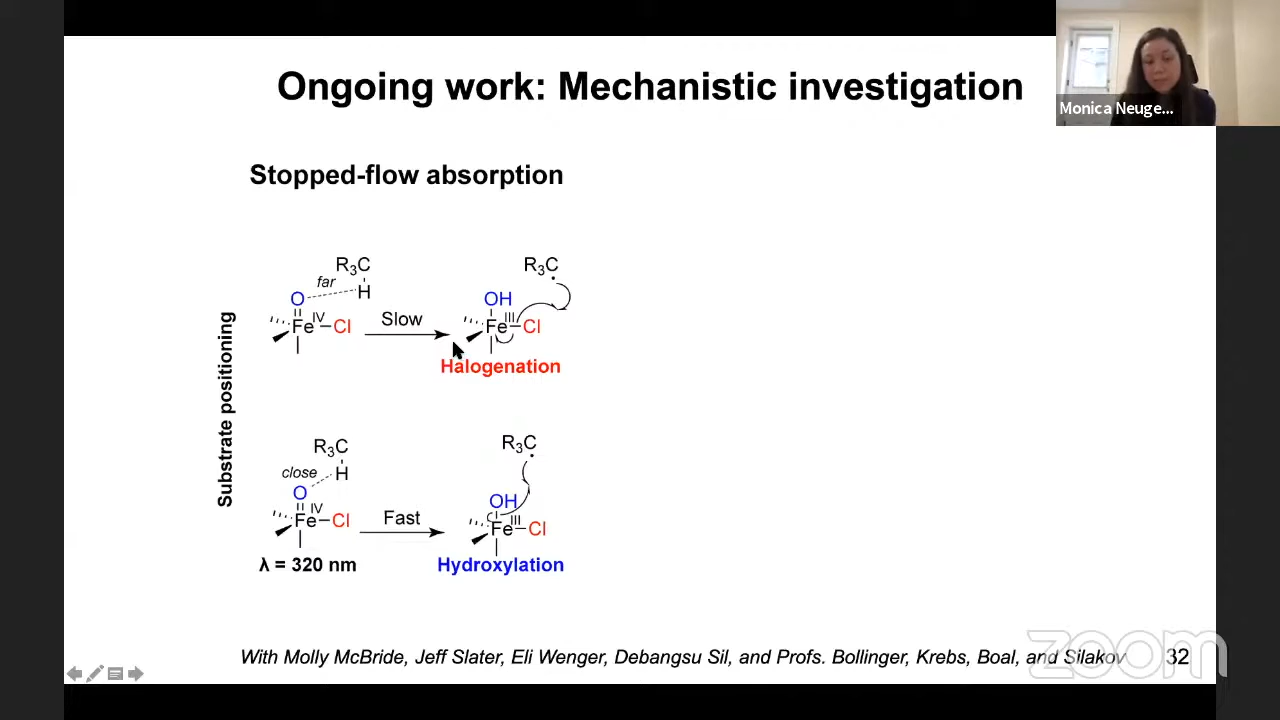 Ongoing work: Mechanistic investigation
Monica Neuge...
Stopped-flow absorption
Substrate positioning
R3C
far
H
O
IV
Fe
Cl
Slow
R3C
OH
III
Fe
Cl
Halogenation
R3C
close
H
O
IV
Fe
Cl
λ = 320 nm
Fast
R3C
OH
III
Fe
Cl
Hydroxylation
With Molly McBride, Jeff Slater, Eli Wenger, Debangsu Sil, and Profs. Bollinger, Krebs, Boal, and Silakov
32
zoom